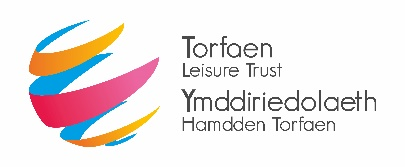 Torfaen
Leisure Trust
Ymddiriedolaeth
Hamdden Torfaen